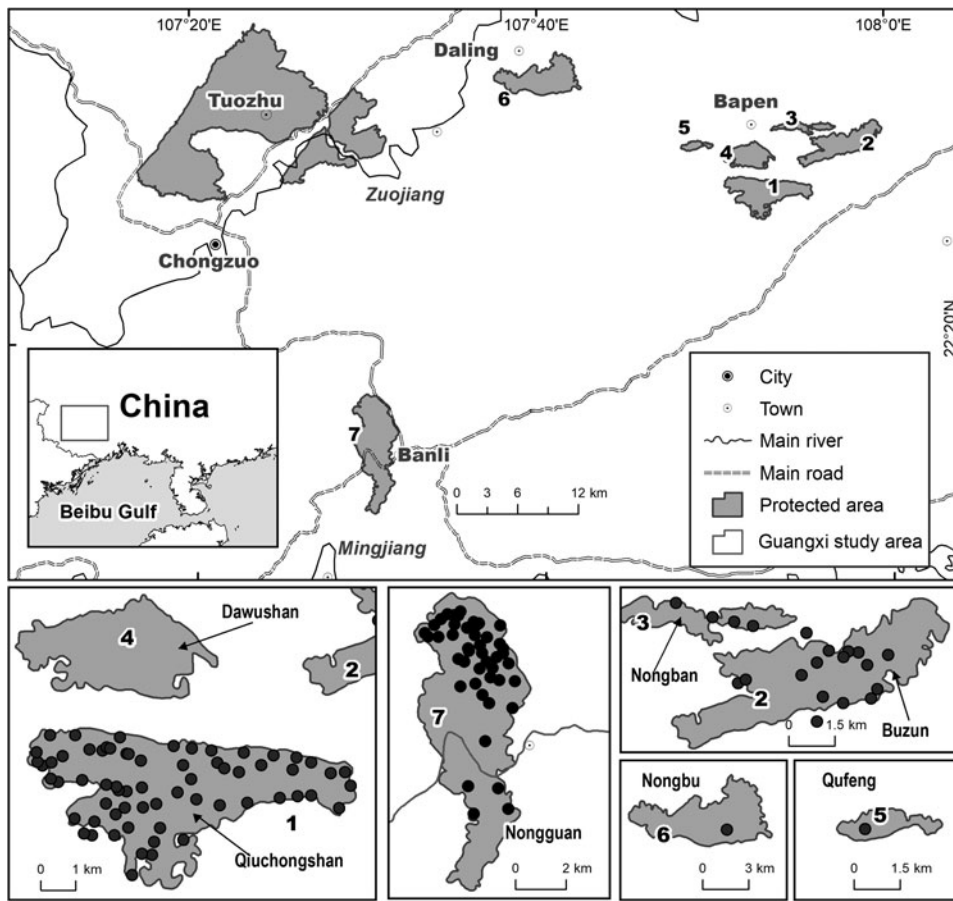 107°20'E
107°40'E
108°0'E
Daling
6
Tuozhu
Bapen
3
5
2
4
1
Zuojiang
Chongzuo
22°20'N
China
Beibu Gulf
7
Banli
0 3 6 12 km
Mingjiang
City
Town
Main river
Main road
Protected area
Guangxi study area
Dawushan
4
2
1
Qiuchongshan
0 1 km
7
Nongguan
0 2 km
3
Nongban
2
Buzun
0 1.5 km
Nongbu
6
0 3 km
Qufeng
5
0 1.5 km